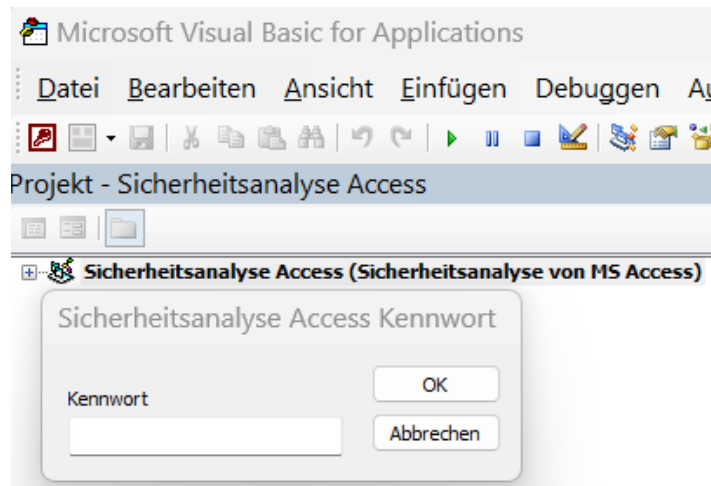 Microsoft Visual Basic for Applications
Datei Bearbeiten Ansicht Einfügen Debuggen
Projekt - Sicherheitsanalyse Access
Sicherheitsanalyse Access (Sicherheitsanalyse von MS Access)
Sicherheitsanalyse Access Kennwort
OK
Kennwort
Abbrechen